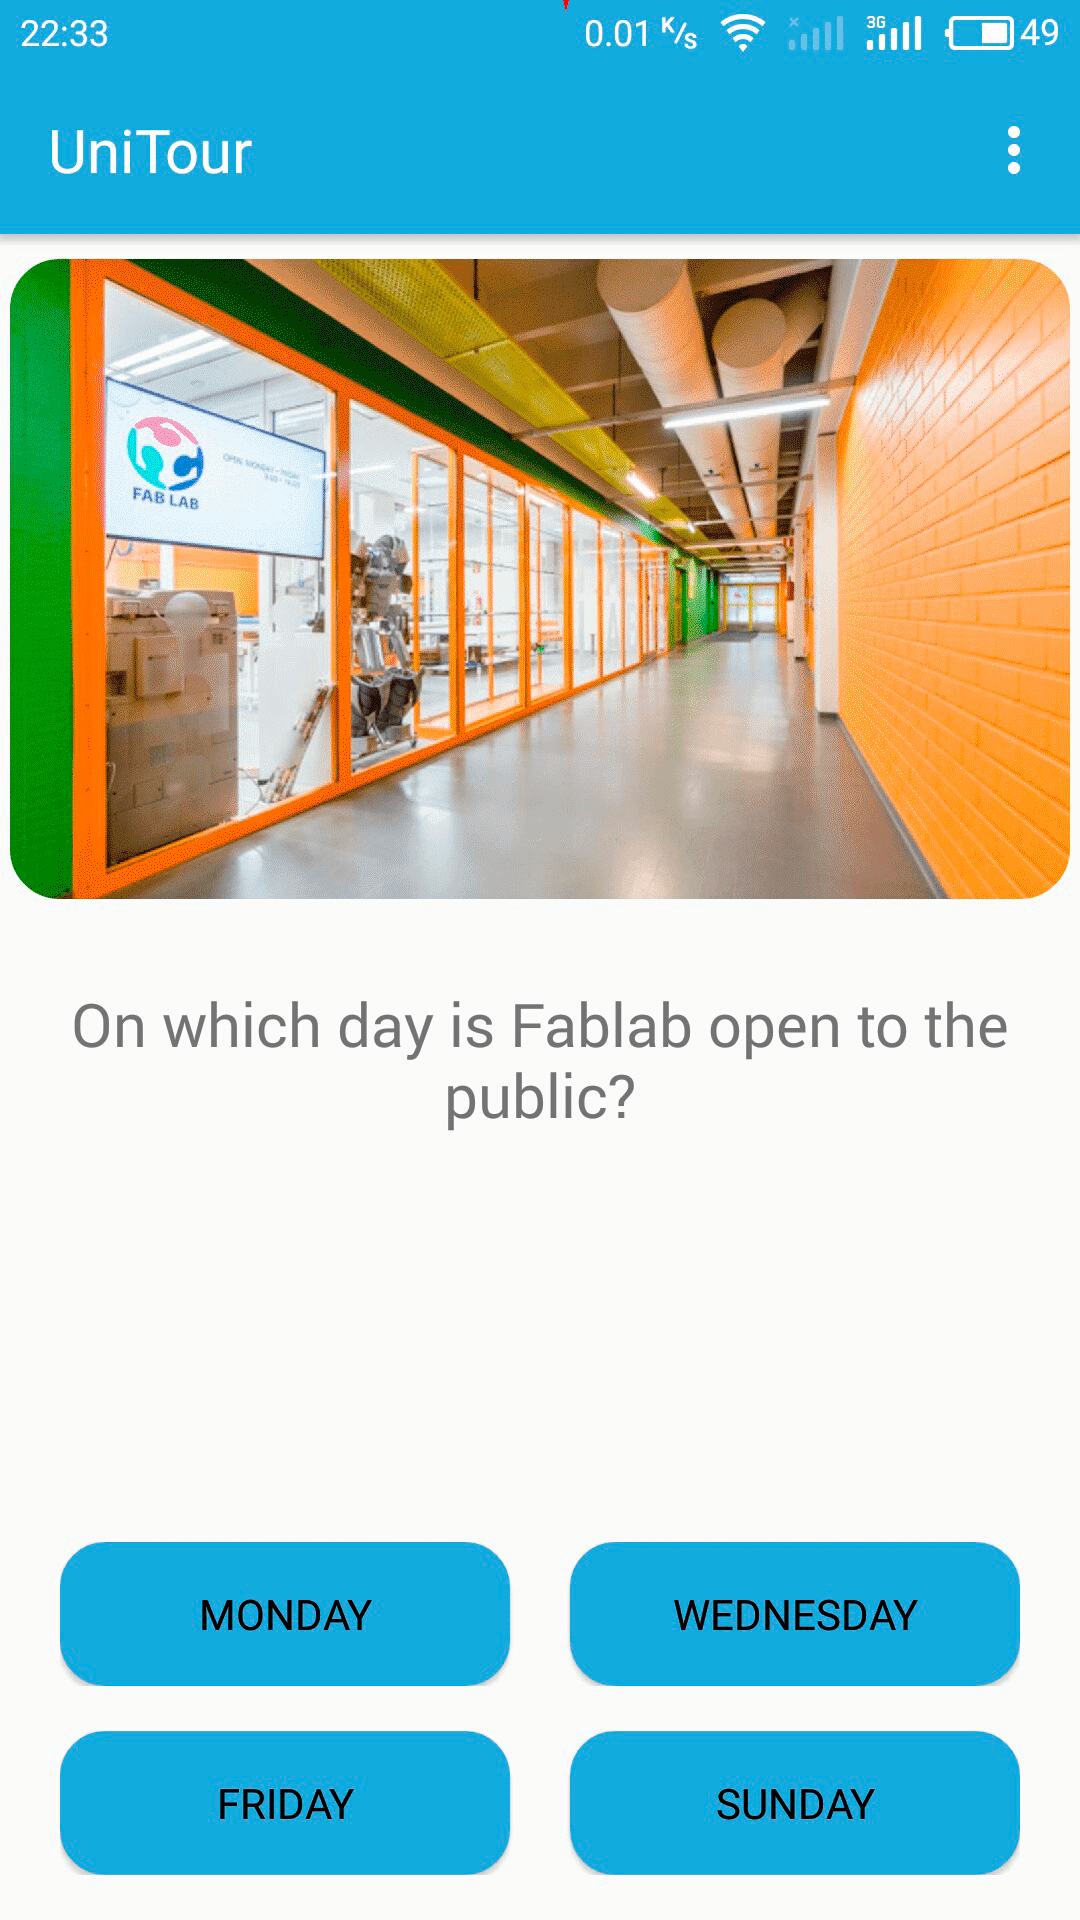 22:33
0.01 K/s
3G
49
UniTour
OPEN MONDAY - FRIDAY
FAB LAB
On which day is Fablab open to the
public?
MONDAY
WEDNESDAY
FRIDAY
SUNDAY